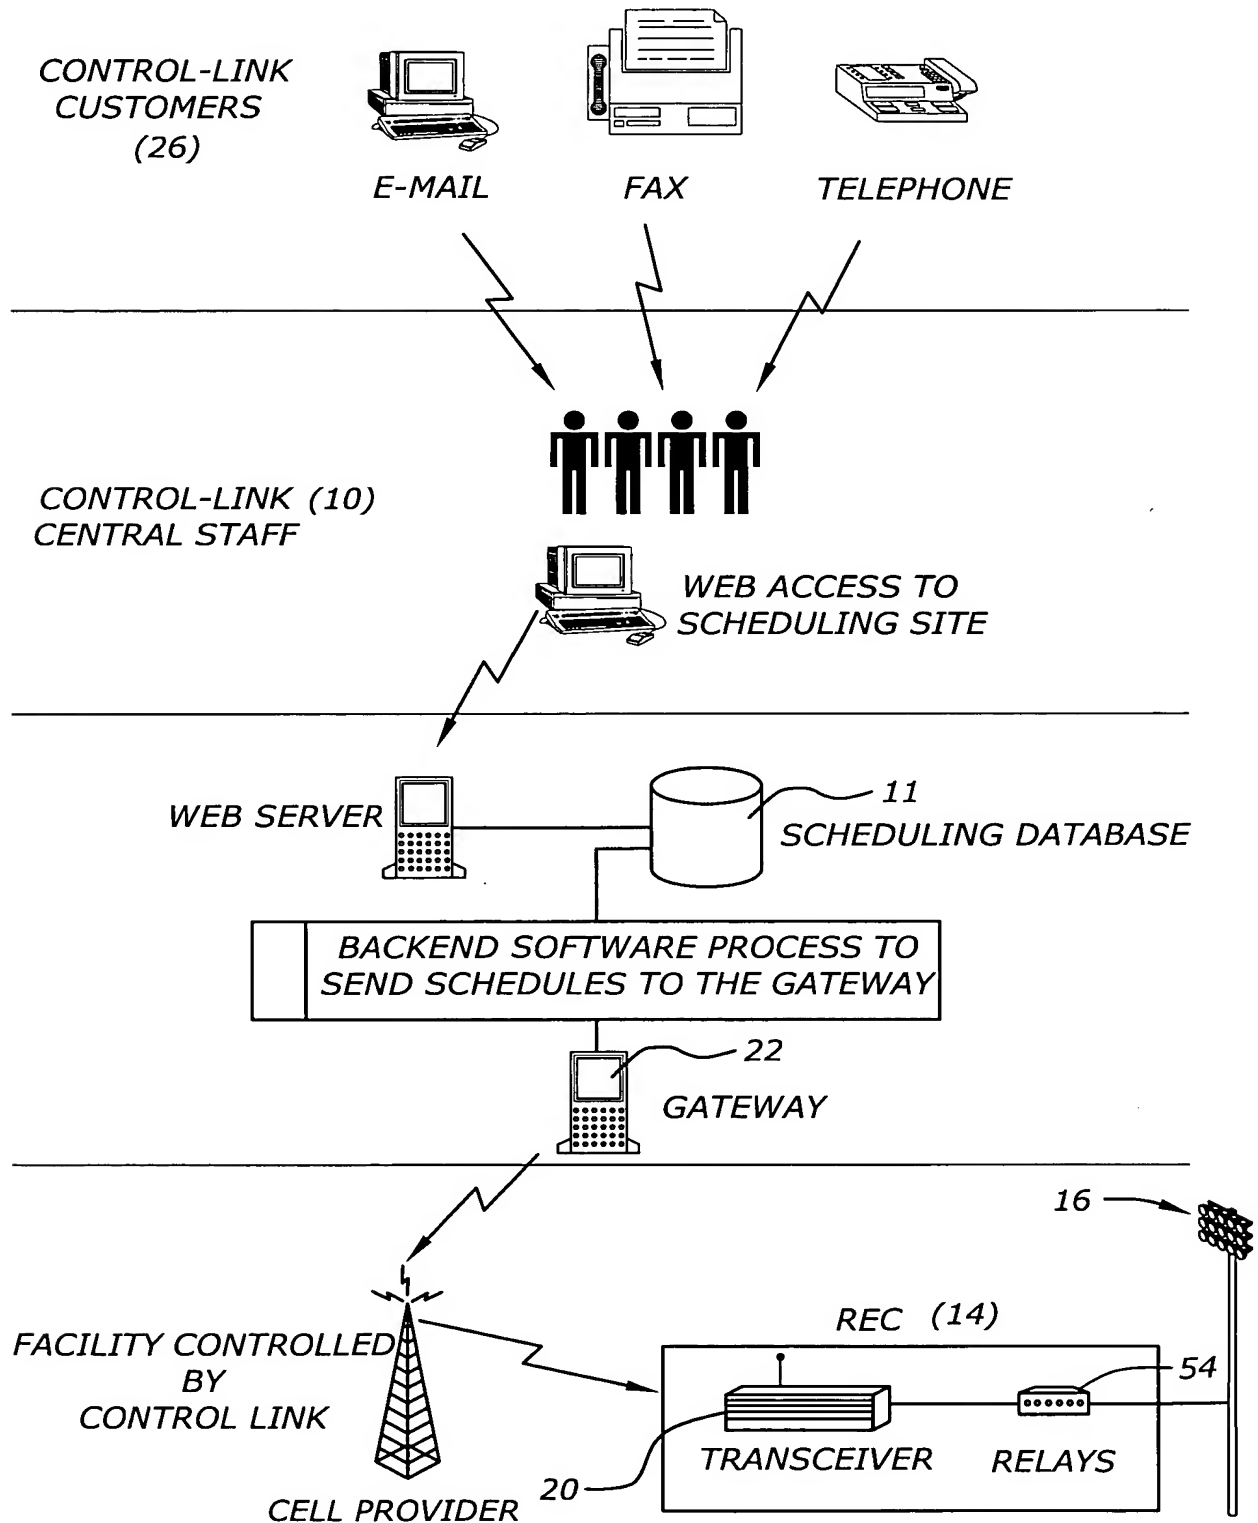 CONTROL-LINK
CUSTOMERS
(26)
E-MAIL
FAX
TELEPHONE
CONTROL-LINK (10)
CENTRAL STAFF
WEB ACCESS TO
SCHEDULING SITE
WEB SERVER
11
SCHEDULING DATABASE
BACKEND SOFTWARE PROCESS TO
SEND SCHEDULES TO THE GATEWAY
22
GATEWAY
16
REC (14)
FACILITY CONTROLLED
BY
CONTROL LINK
54
TRANSCEIVER
RELAYS
20
CELL PROVIDER